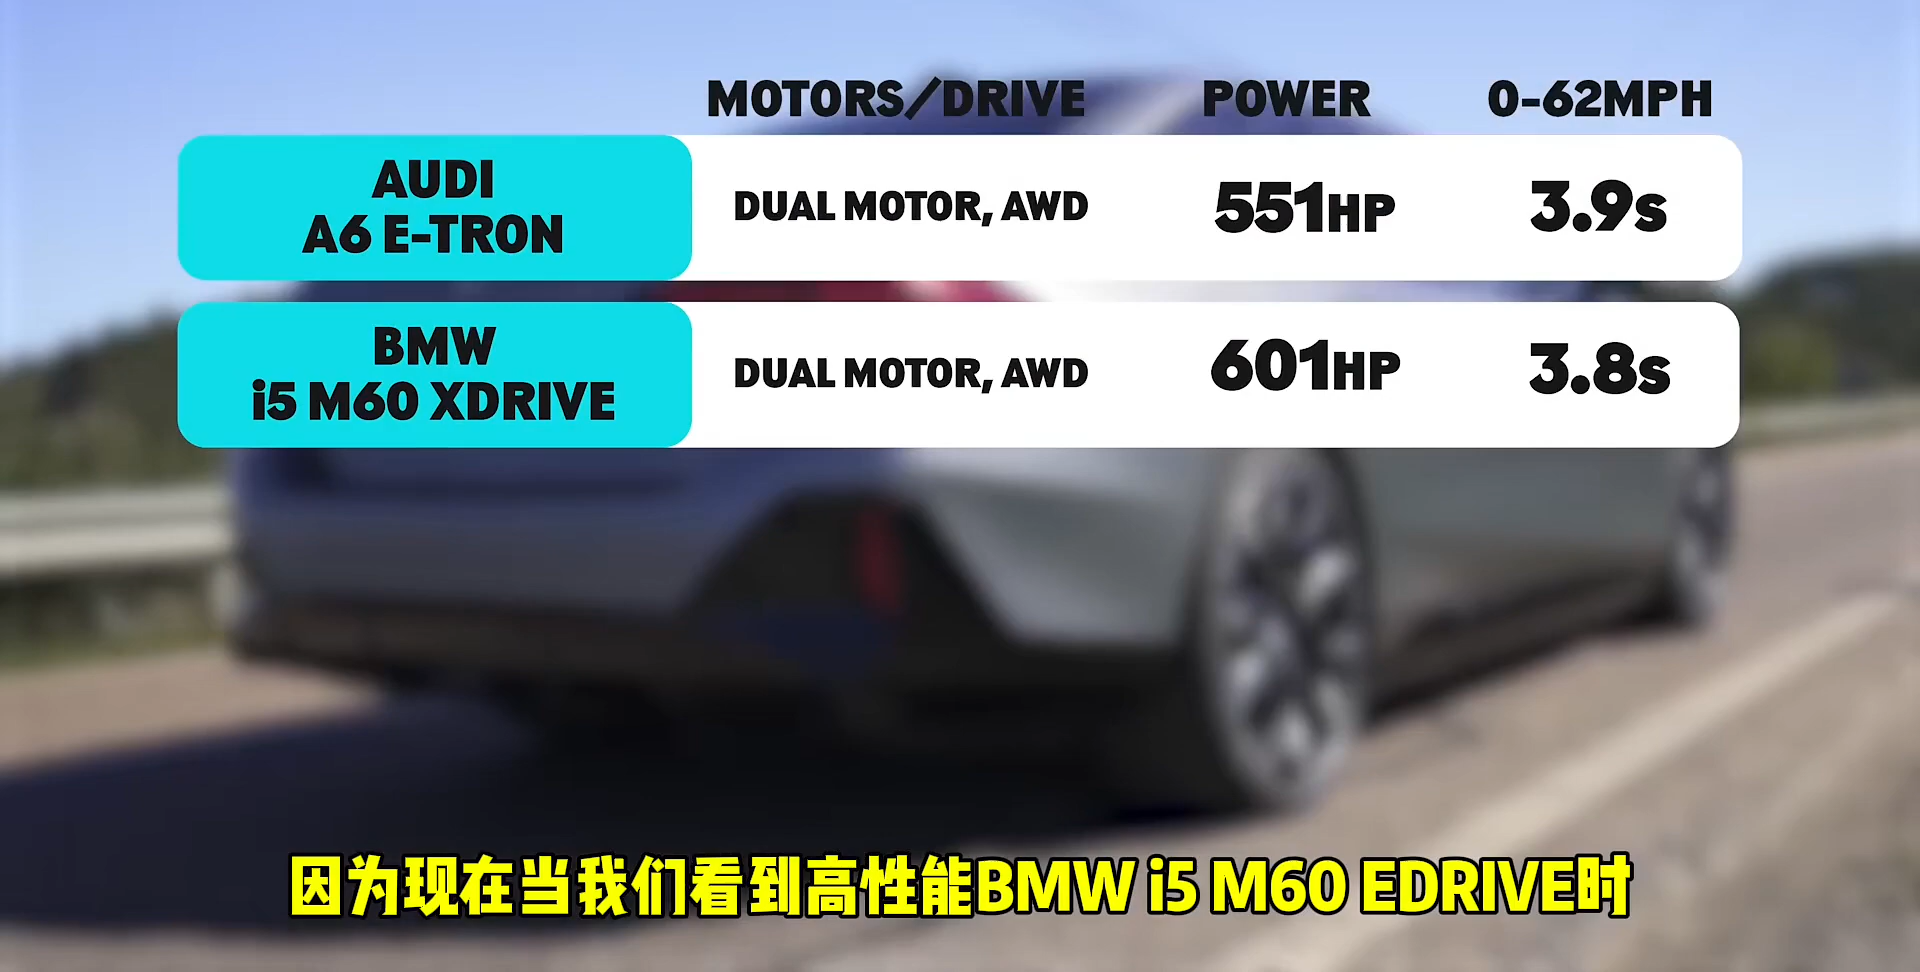 MOTORS/DRIVE POWER 0-62MPH
AUDI
A6 E-TRON
DUAL MOTOR, AWD 551HP 3.9s
BMW
i5 M60 XDRIVE
DUAL MOTOR, AWD 601HP 3.8s
因为现在当我们看到高性能BMW i5 M60 EDRIVE时